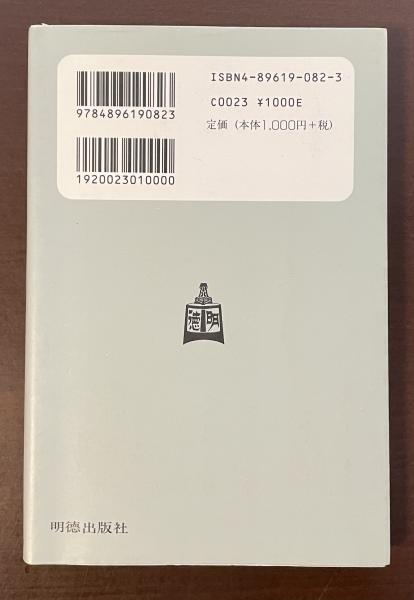 ISBN4-89619-082-3
9784896190823
C0023 ¥1000E
定価（本体1,000円+税）
1920023010000
明徳
明徳出版社